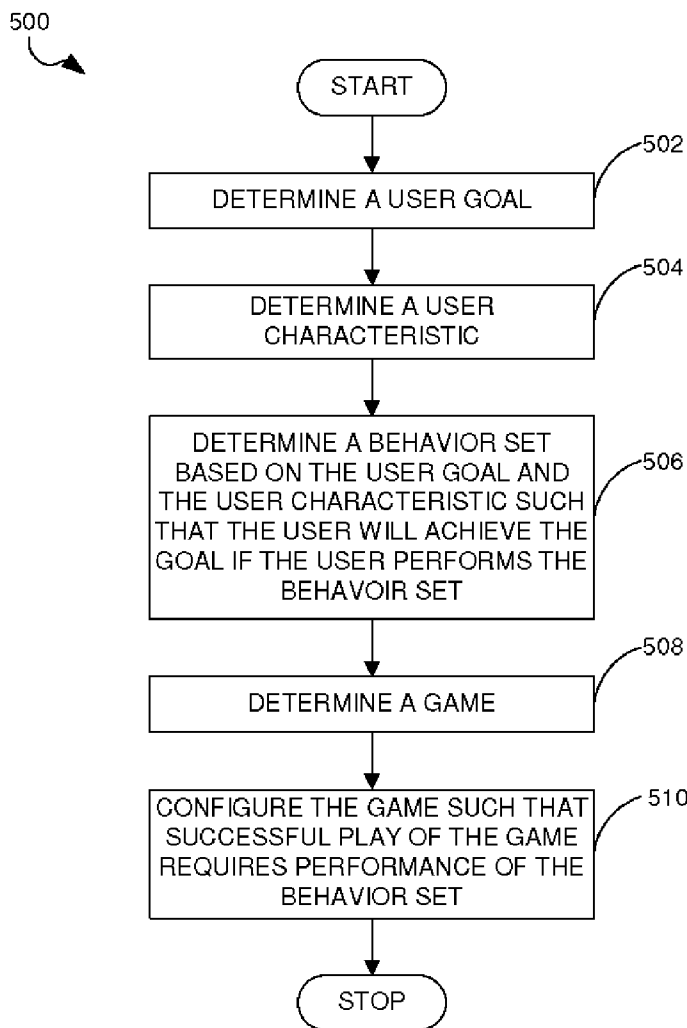 500
START
502
DETERMINE A USER GOAL
504
DETERMINE A USER
CHARACTERISTIC
DETERMINE A BEHAVIOR SET
BASED ON THE USER GOAL AND
506
THE USER CHARACTERISTIC SUCH
THAT THE USER WILL ACHIEVE THE
GOAL IF THE USER PERFORMS THE
BEHAVOIR SET
508
DETERMINE A GAME
CONFIGURE THE GAME SUCH THAT
510
SUCCESSFUL PLAY OF THE GAME
REQUIRES PERFORMANCE OF THE
BEHAVIOR SET
STOP